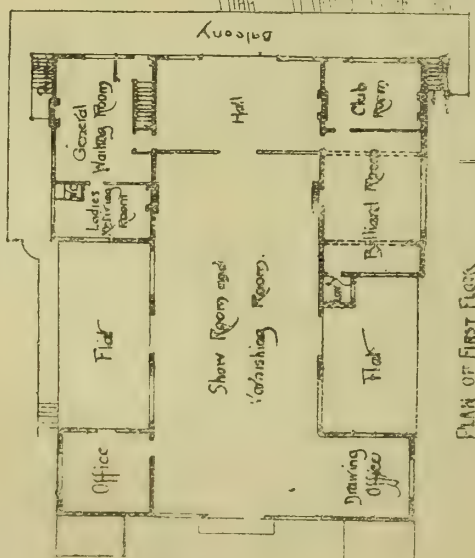 Balcony
General
Waiting Room
Hall
Club
Room
Ladies
Retiring
Room
Billiard Room
Flat
Show Room and
Varnishing Room.
Flat
Office
Drawing
Office
PLAN OF FIRST FLOOR